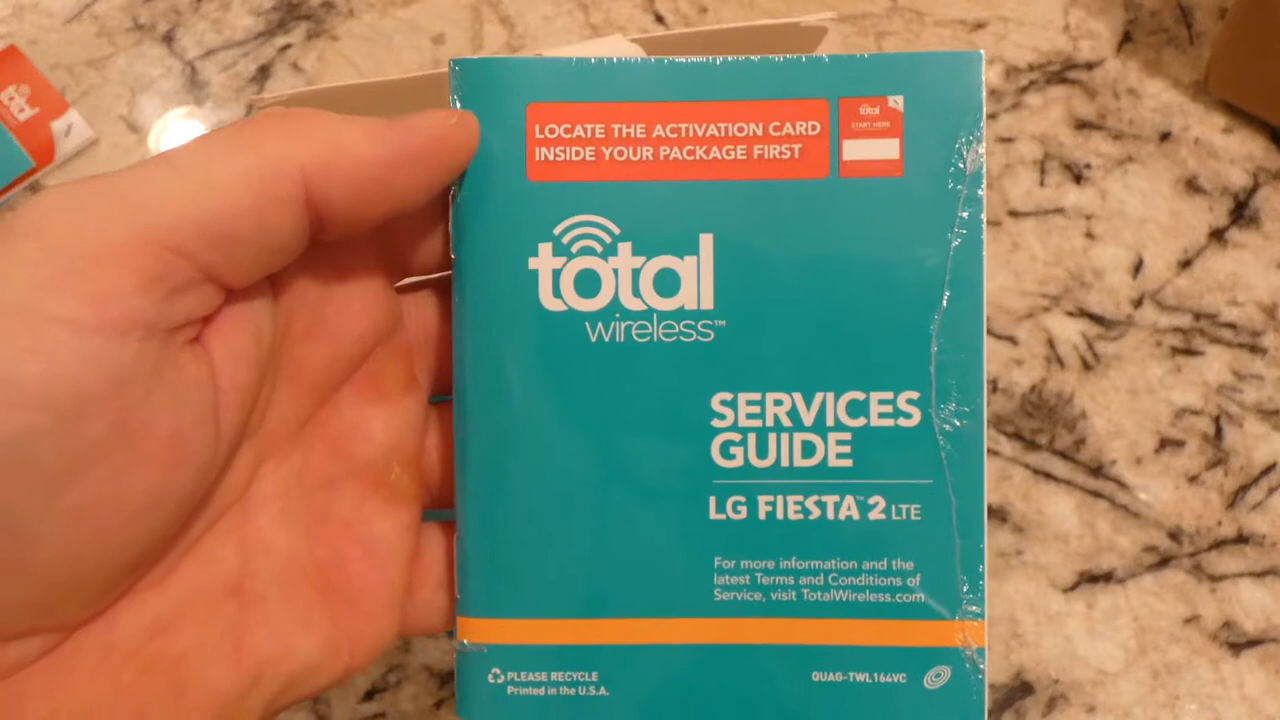 LOCATE THE ACTIVATION CARD
INSIDE YOUR PACKAGE FIRST
total
START HERE
total
wireless™
SERVICES
GUIDE
LG FIESTA™ 2 LTE
For more information and the
latest Terms and Conditions of
Service, visit TotalWireless.com
PLEASE RECYCLE
Printed in the U.S.A.
QUAG-TWL164VC
total